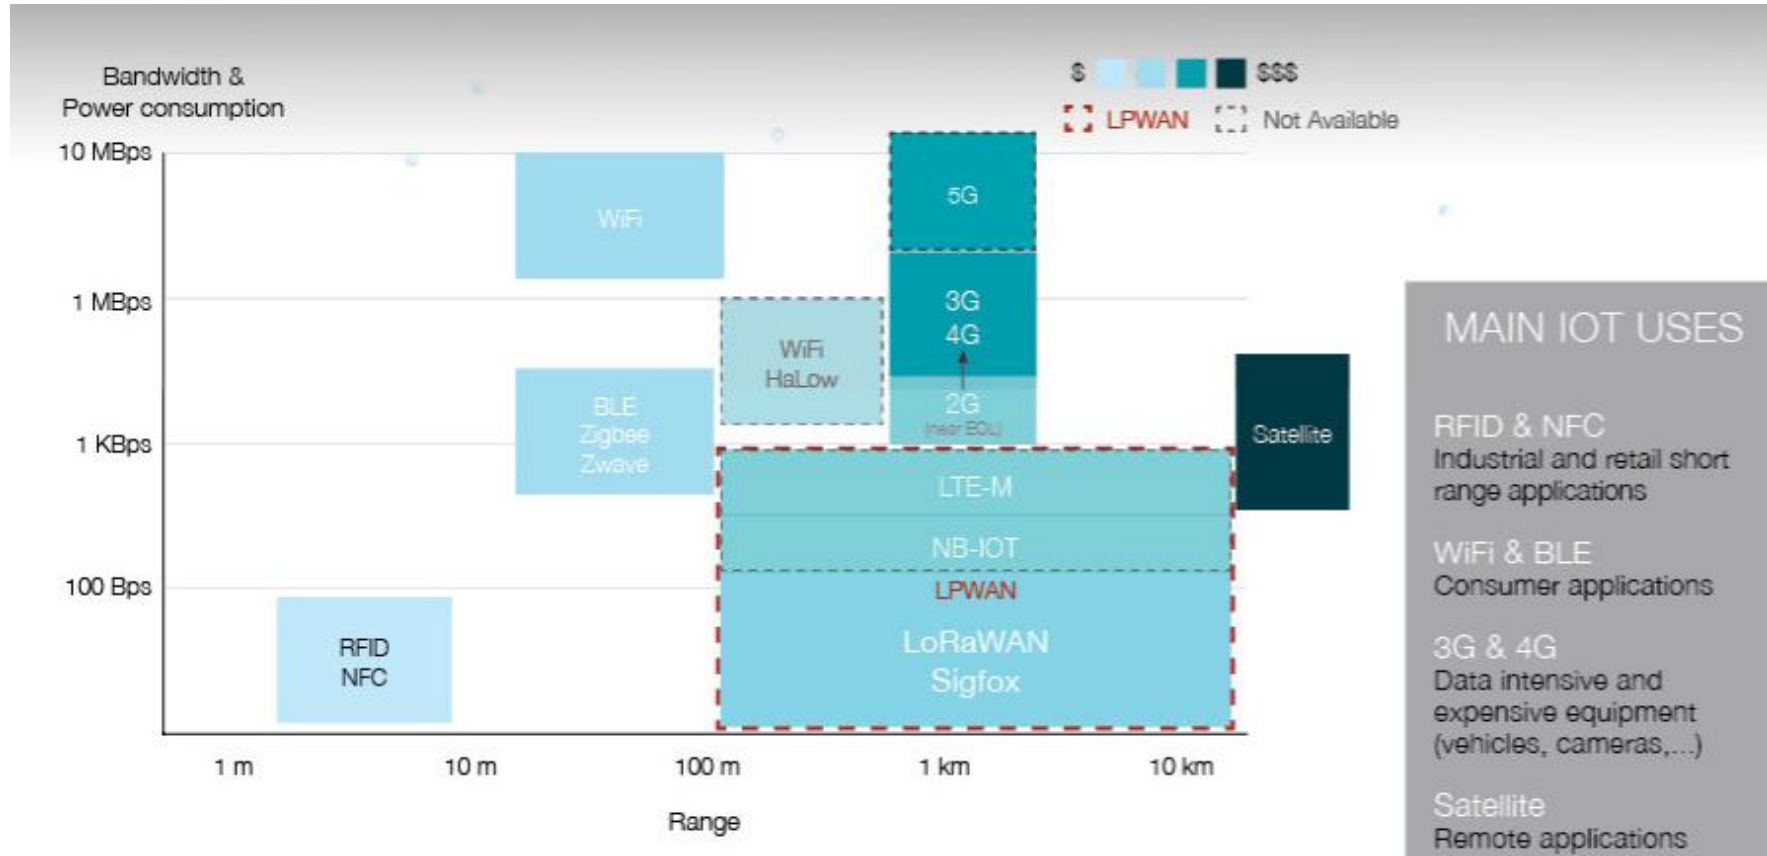 Bandwidth &
Power consumption
$ $$$
LPWAN Not Available
10 MBps
1 MBps
1 KBps
100 Bps
WiFi
5G
3G
4G
WiFi
HaLow
2G
(near EOL)
BLE
Zigbee
Zwave
Satellite
LTE-M
NB-IOT
LPWAN
LoRaWAN
Sigfox
RFID
NFC
1 m 10 m 100 m 1 km 10 km
Range
MAIN IOT USES
RFID & NFC
Industrial and retail short
range applications
WiFi & BLE
Consumer applications
3G & 4G
Data intensive and
expensive equipment
(vehicles, cameras,...)
Satellite
Remote applications